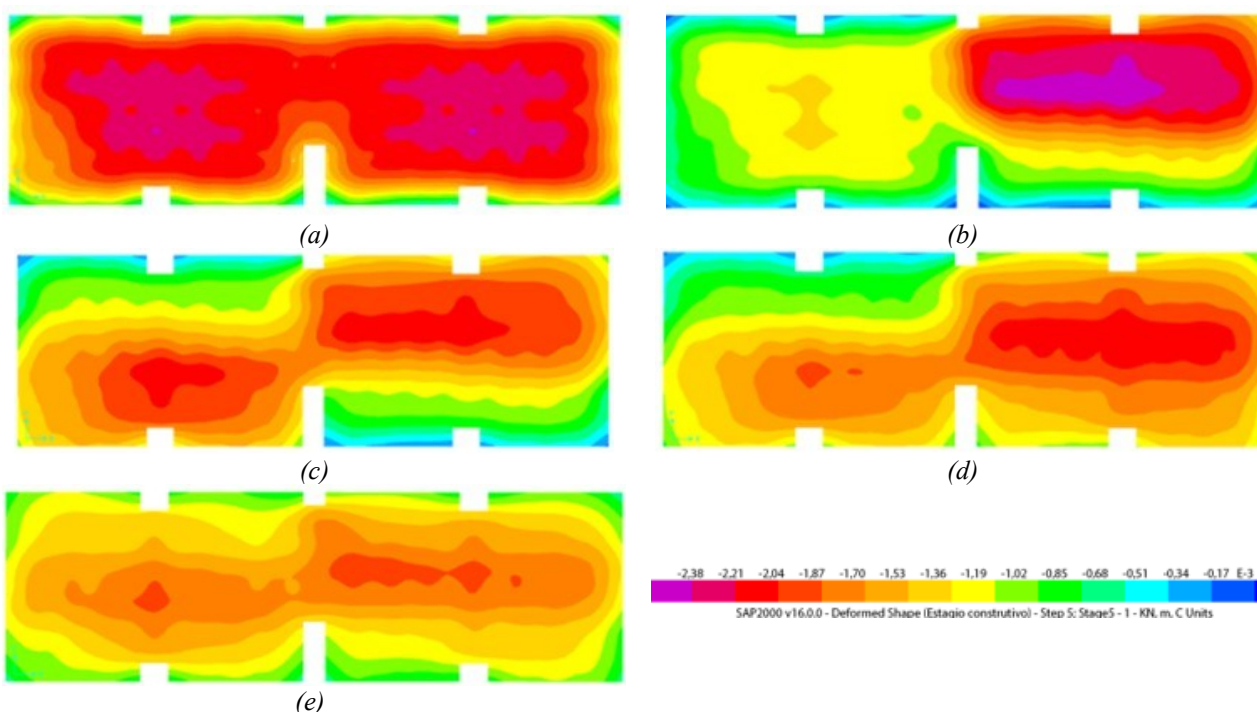 (a)
(b)
(c)
(d)
(e)
-2,38 -2,21 -2,04 -1,87 -1,70 -1,53 -1,36 -1,19 -1,02 -0,85 -0,68 -0,51 -0,34 -0,17 E-3
SAP2000 v16.0.0 - Deformed Shape (Estagio construtivo) - Step 5; Stage5 - 1 - KN, m, C Units